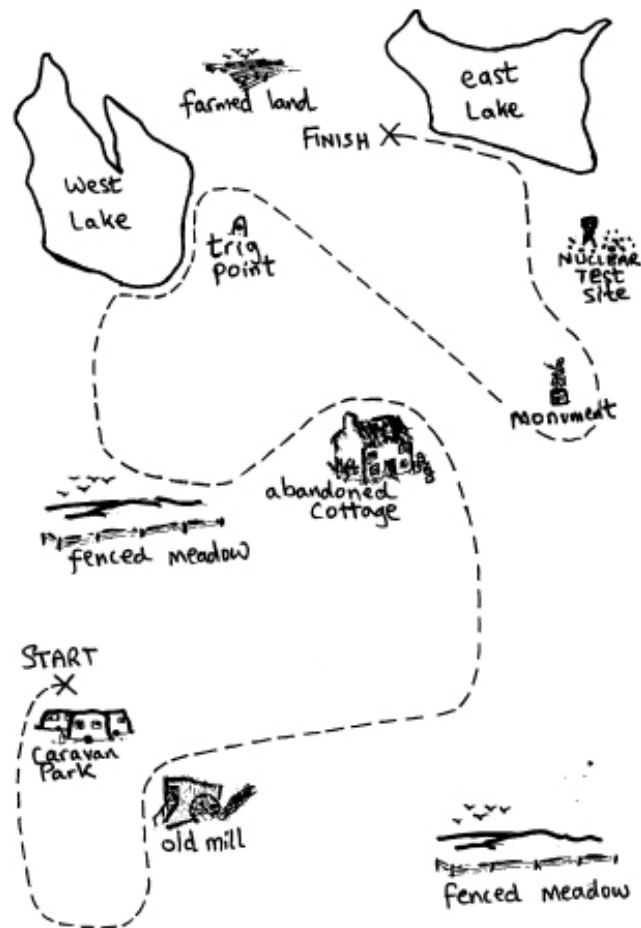 farmed land
east
Lake
FINISH
West
Lake
A
trig
point
NUCLEAR
TEST
Site
Monument
abandoned
cottage
fenced meadow
START
Caravan
Park
old mill
fenced meadow